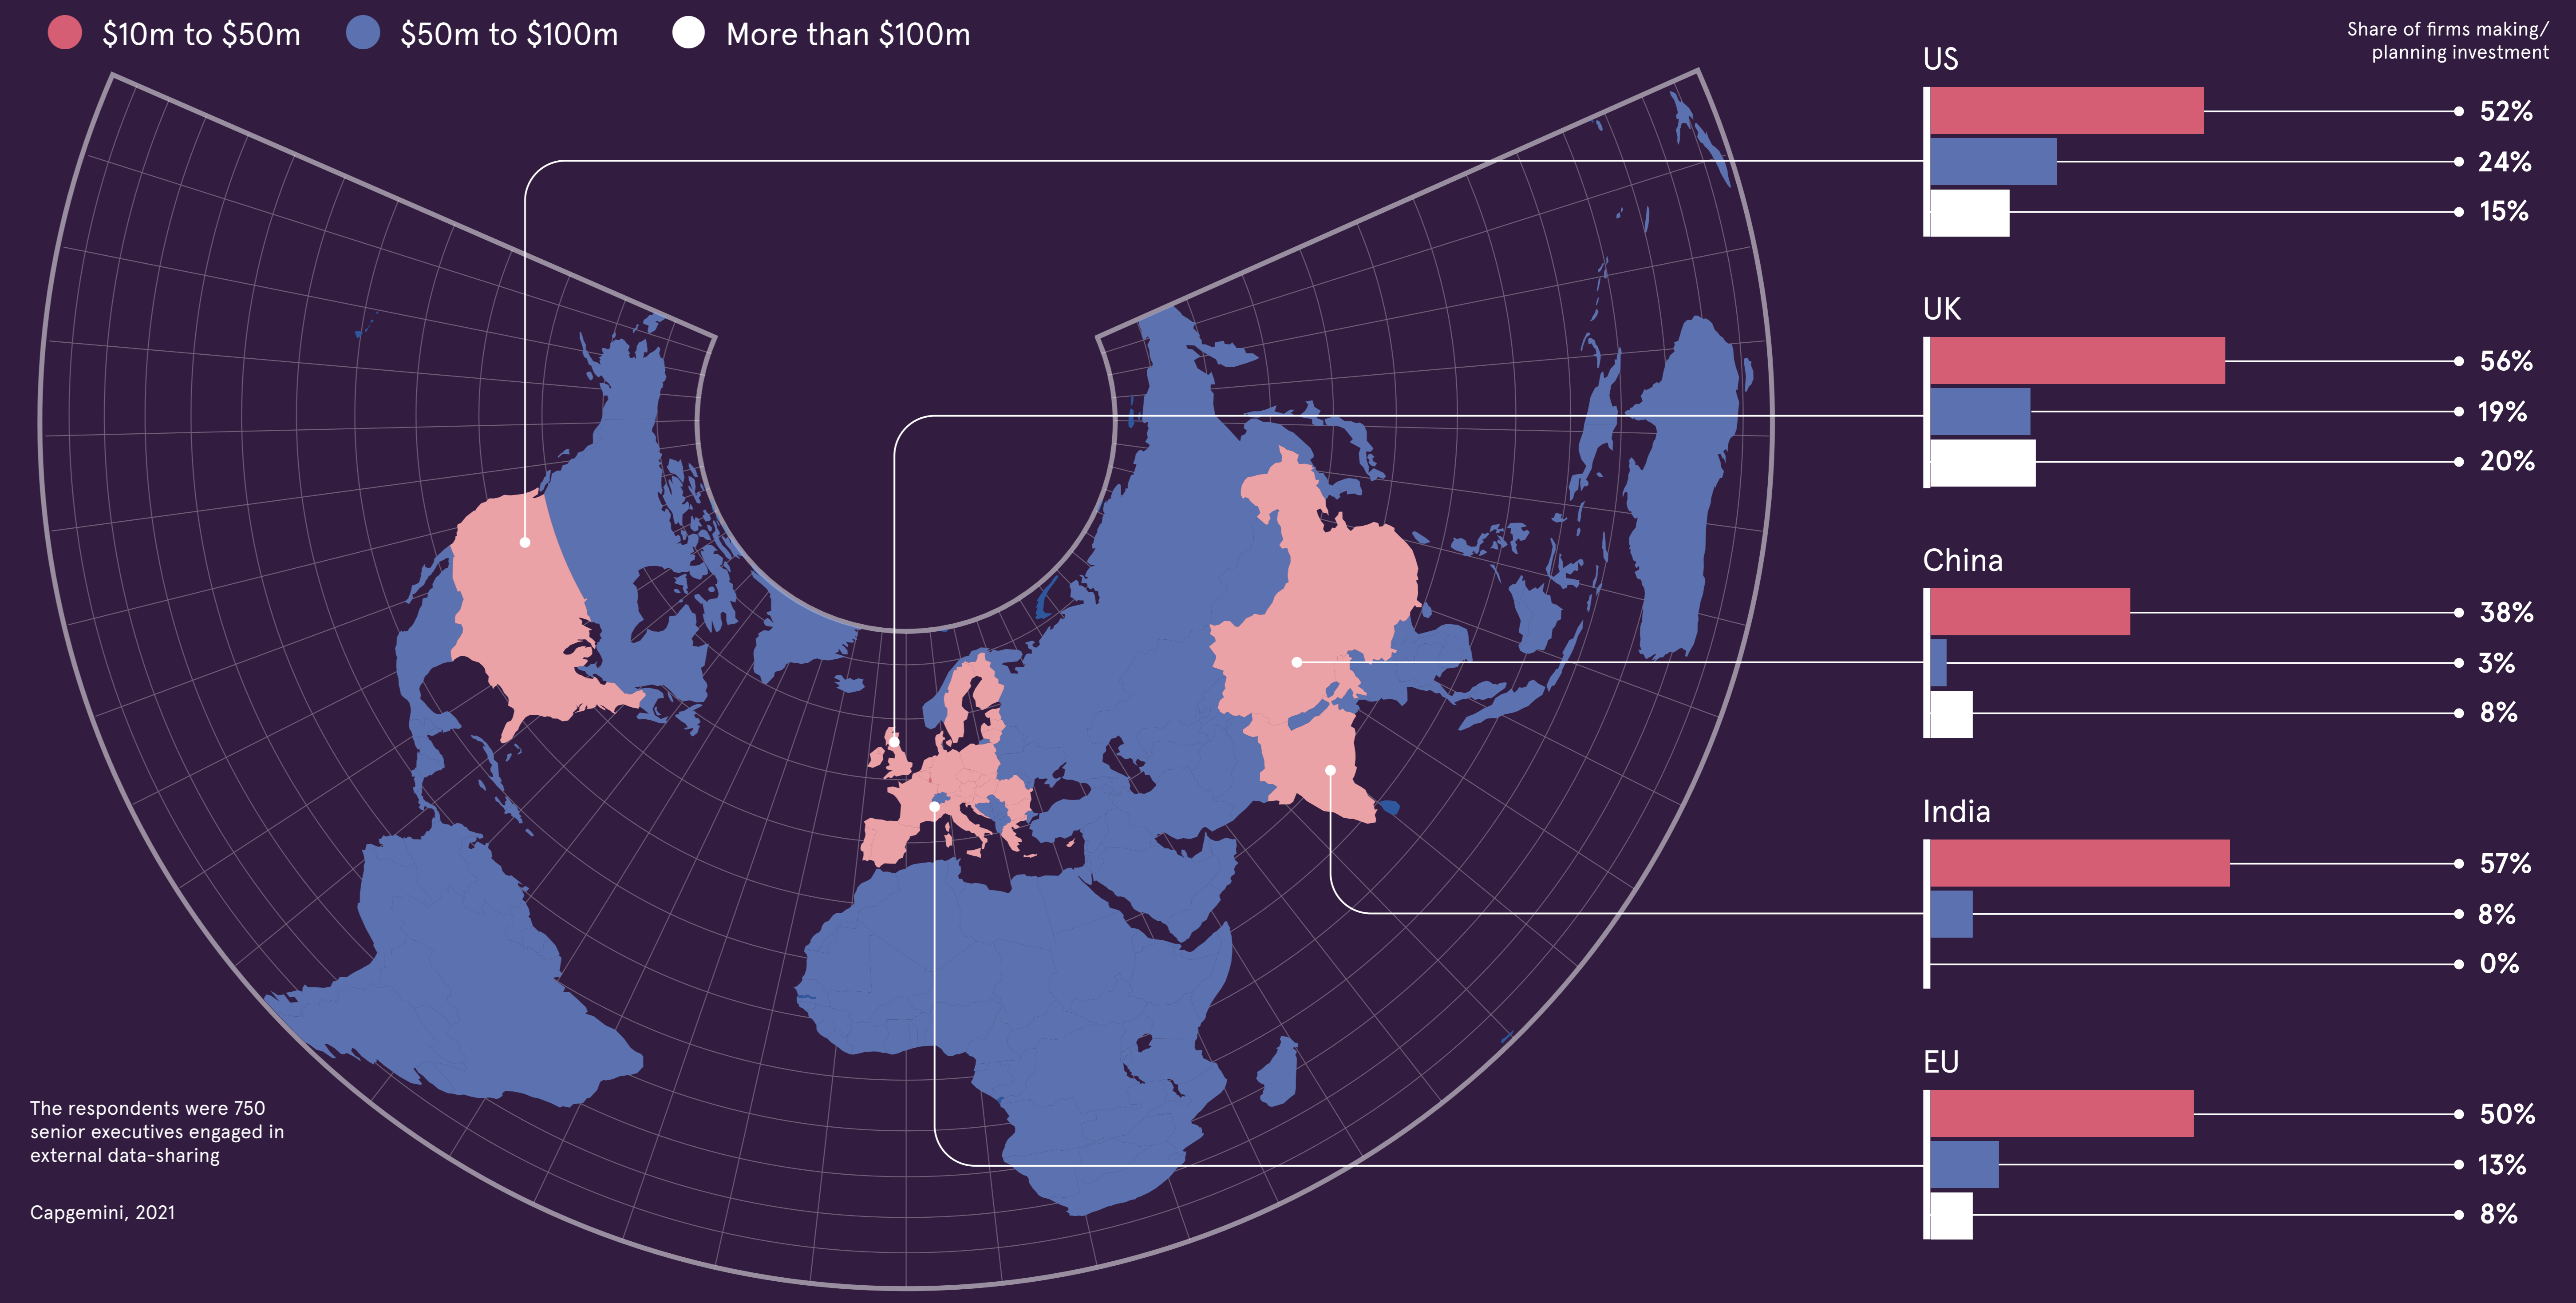 $10m to $50m
$50m to $100m
More than $100m
Share of firms making/
planning investment
US
52%
24%
15%
UK
56%
19%
20%
China
38%
3%
8%
India
57%
8%
0%
EU
50%
13%
8%
The respondents were 750
senior executives engaged in
external data-sharing
Capgemini, 2021